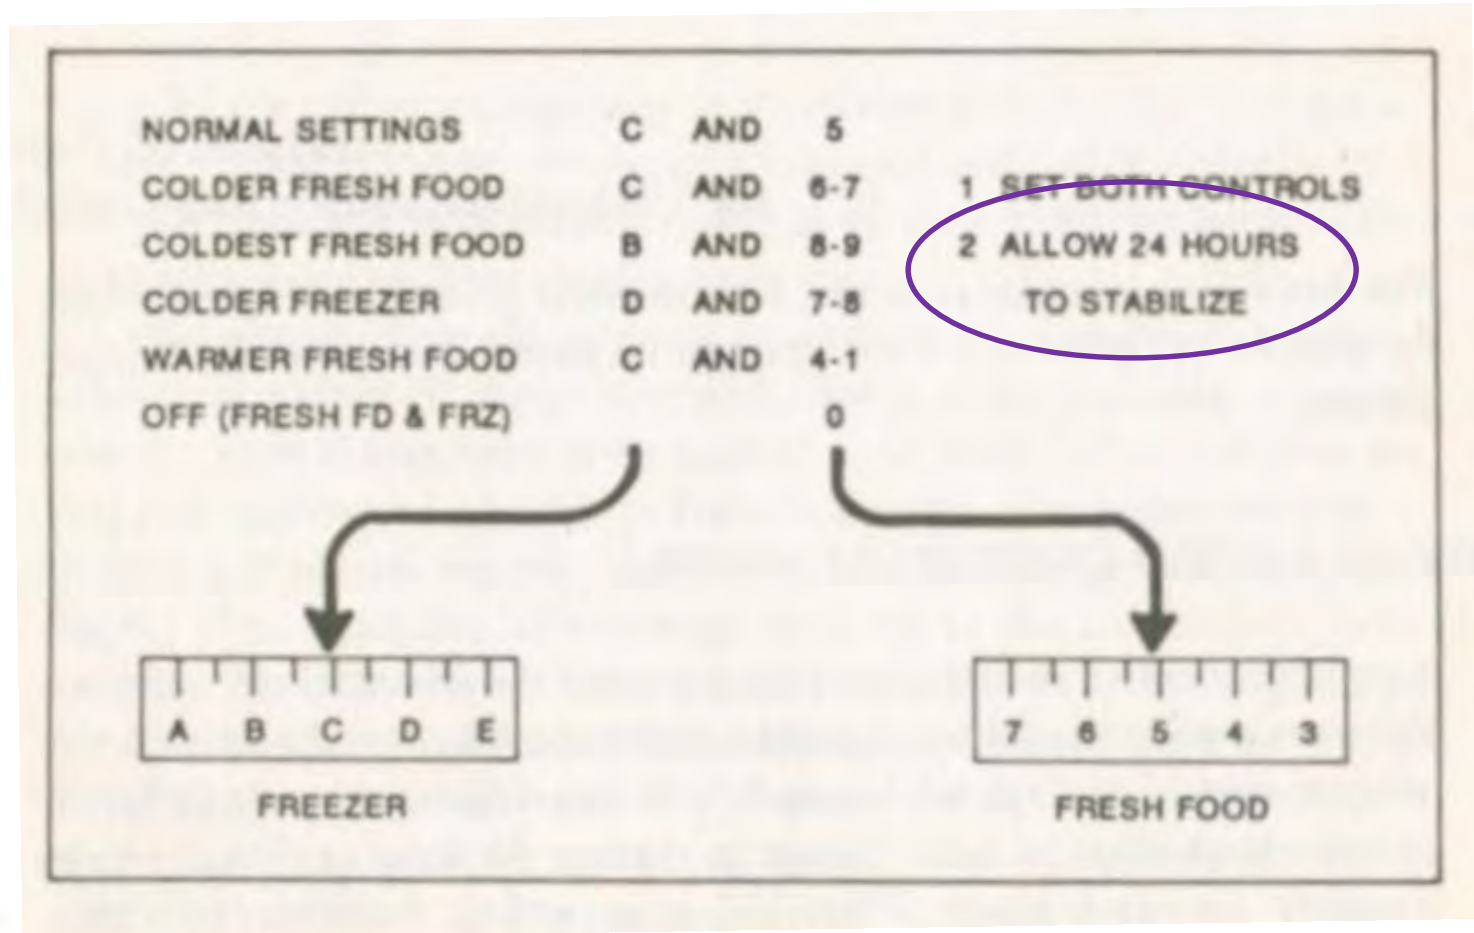 NORMAL SETTINGS C AND 5
COLDER FRESH FOOD C AND 6-7 1 SET BOTH CONTROLS
COLDEST FRESH FOOD B AND 8-9 2 ALLOW 24 HOURS
COLDER FREEZER D AND 7-8 TO STABILIZE
WARMER FRESH FOOD C AND 4-1
OFF (FRESH FD & FRZ) 0
A B C D E
7 6 5 4 3
FREEZER
FRESH FOOD